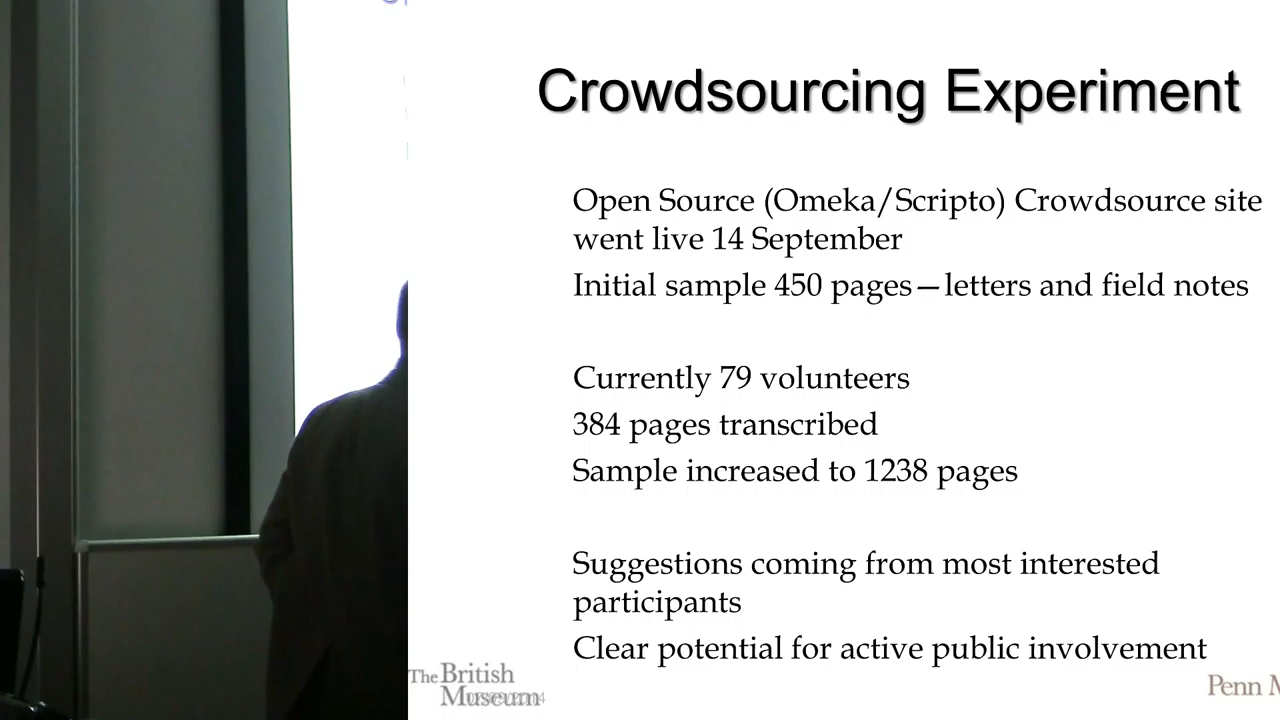 Crowdsourcing Experiment
Open Source (Omeka/Scripto) Crowdsource site
went live 14 September
Initial sample 450 pages—letters and field notes
Currently 79 volunteers
384 pages transcribed
Sample increased to 1238 pages
Suggestions coming from most interested
participants
Clear potential for active public involvement
The British
Museum
Penn M